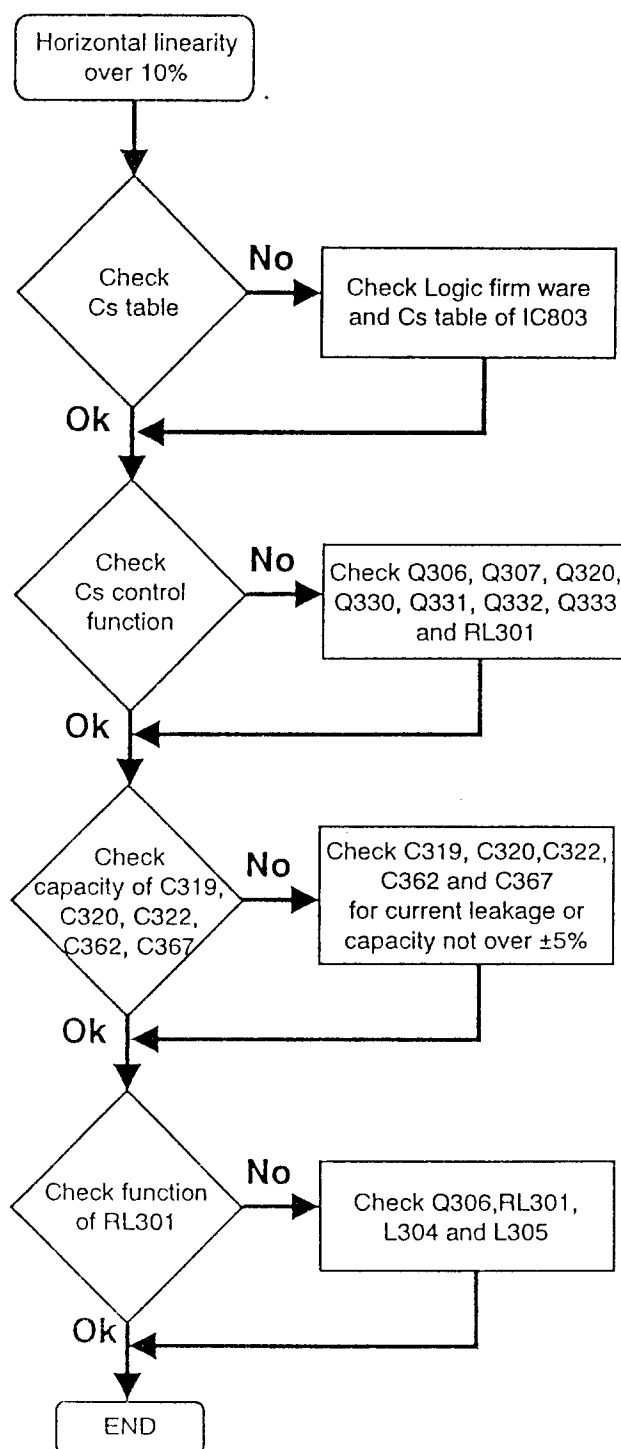 Horizontal linearity
over 10%
Check
Cs table
No
Check Logic firm ware
and Cs table of IC803
Ok
Check
Cs control
function
No
Check Q306, Q307, Q320,
Q330, Q331, Q332, Q333
and RL301
Ok
Check
capacity of C319,
C320, C322,
C362, C367
No
Check C319, C320,C322,
C362 and C367
for current leakage or
capacity not over ±5%
Ok
Check function
of RL301
No
Check Q306,RL301,
L304 and L305
Ok
END